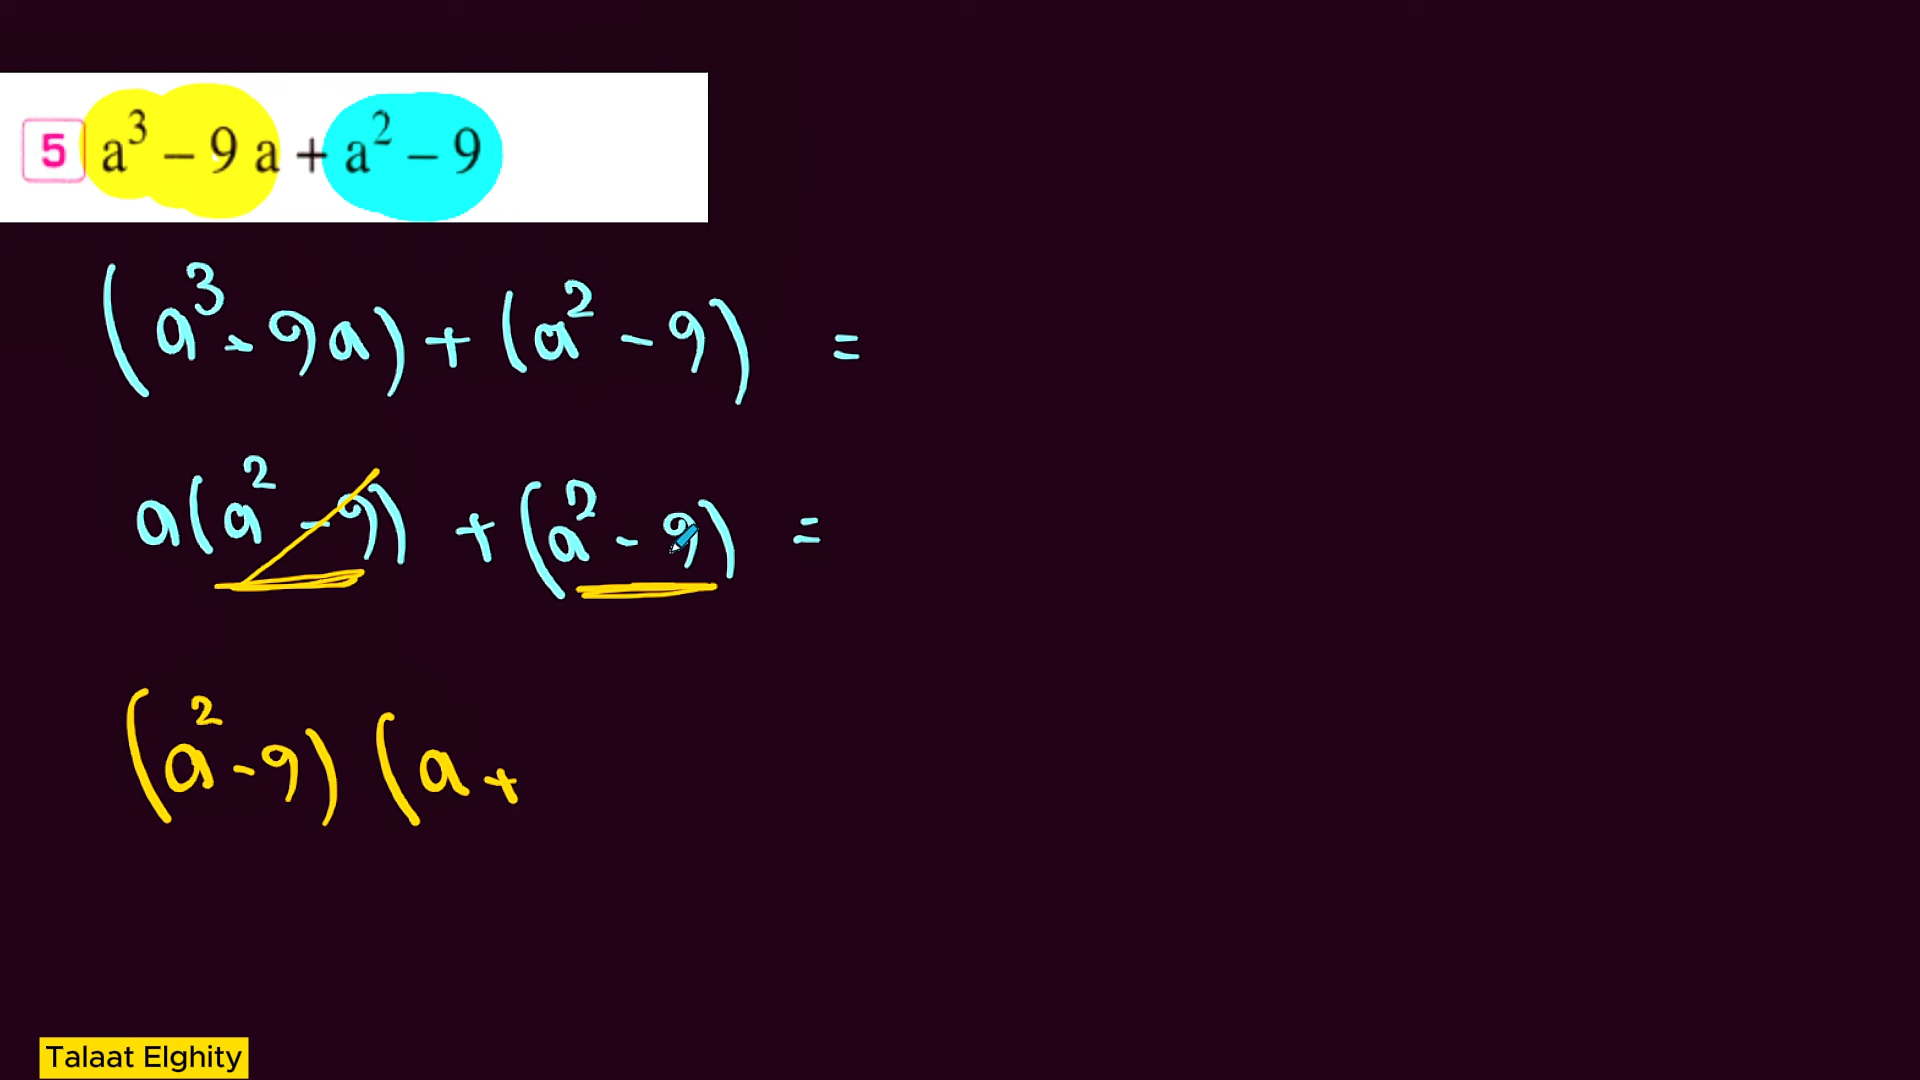 5 a³ – 9 a + a² – 9
(a³ - 9a) + (a² - 9) =
a(a² - 9) + (a² - 9) =
(a² - 9) (a +
Talaat Elghity